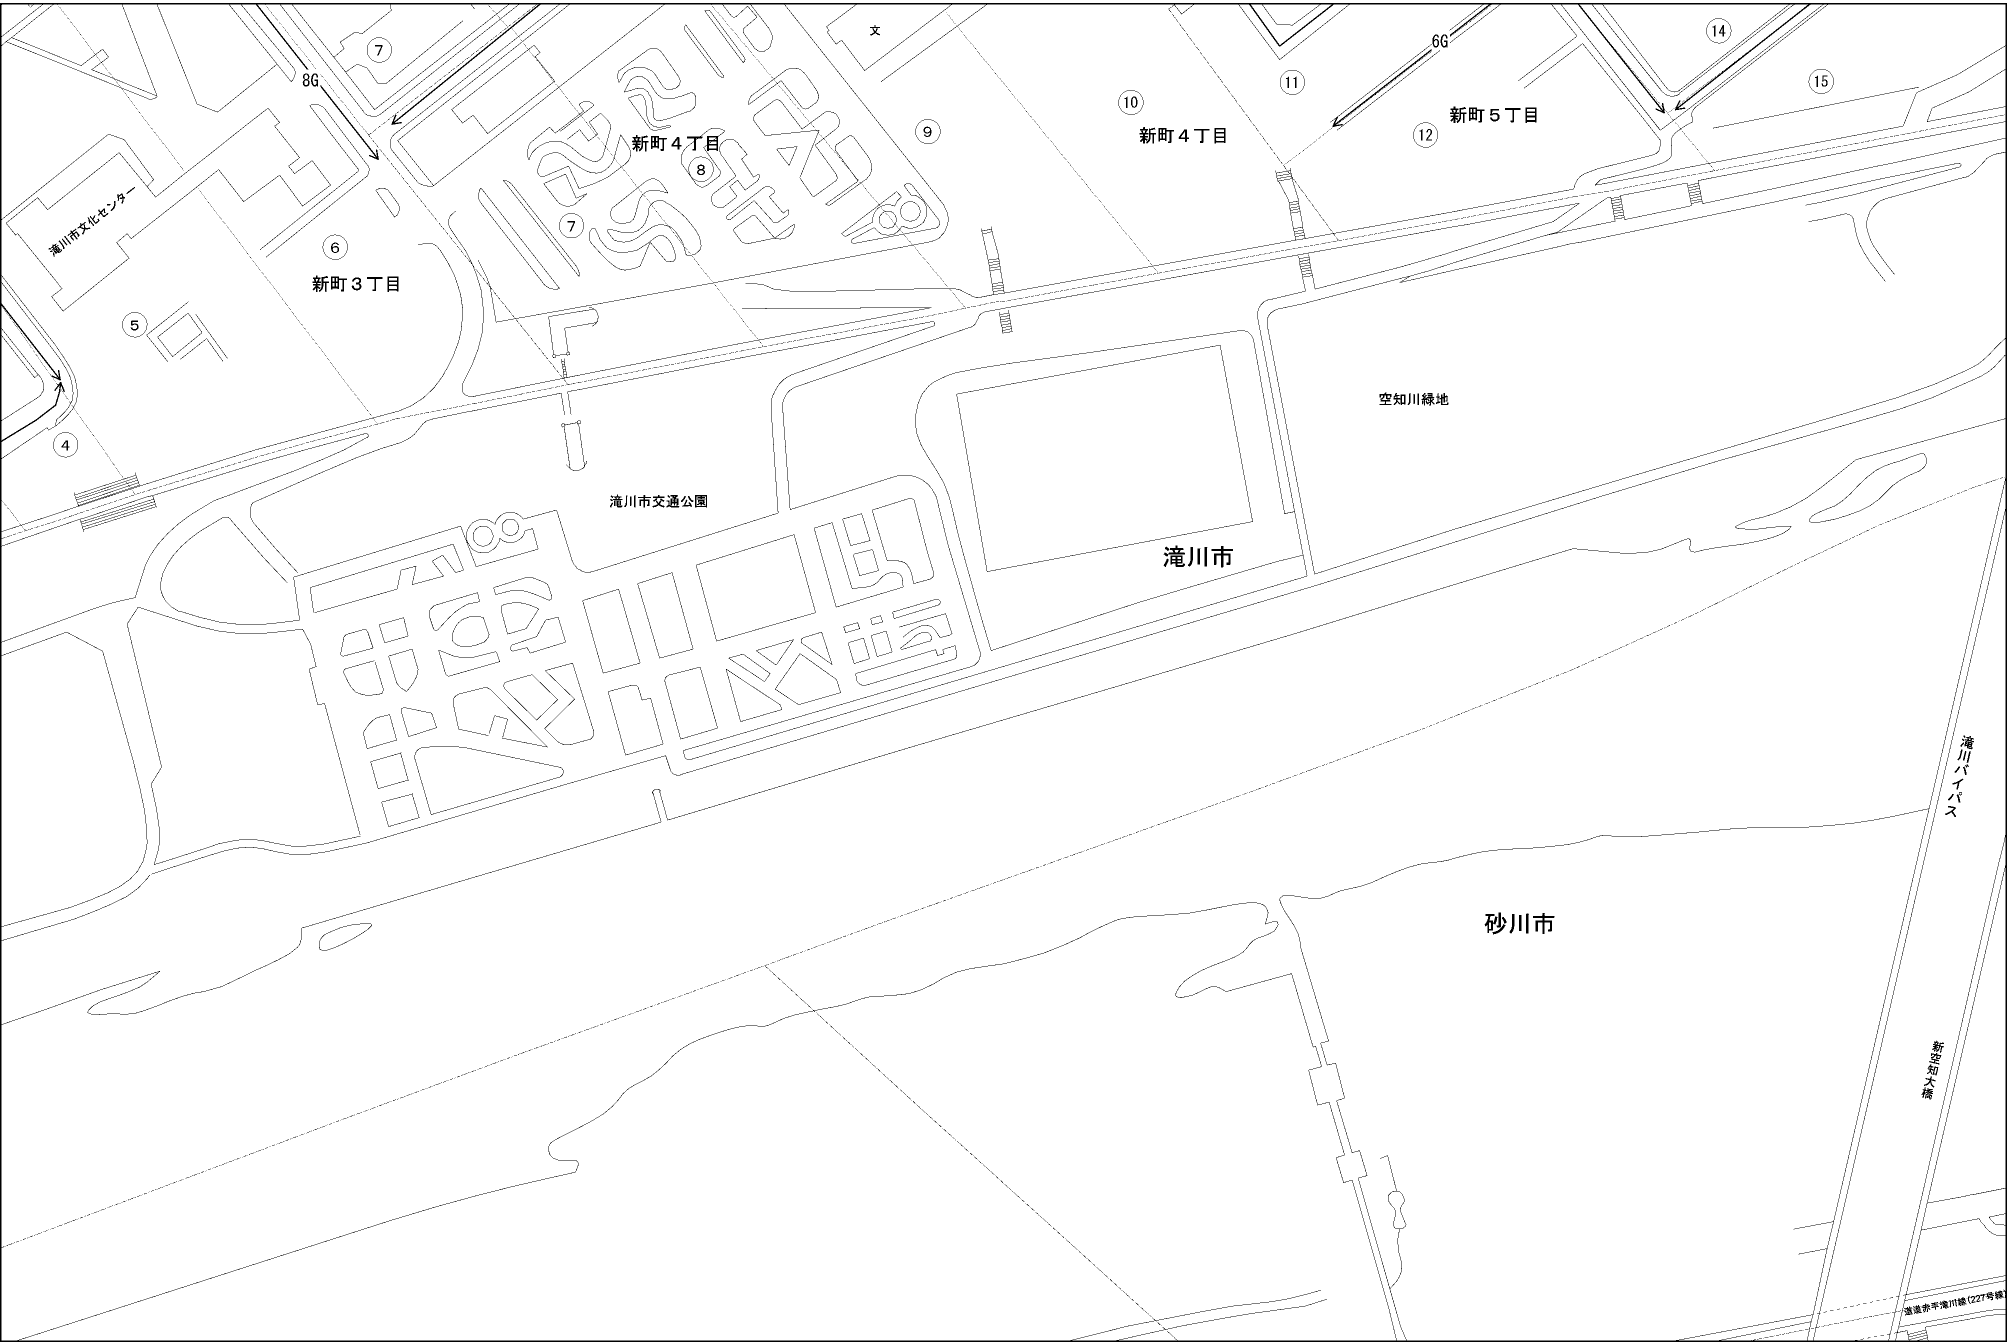 文
6G
⑭
⑦
8G
⑪
⑮
⑩
新町５丁目
⑨
新町４丁目
⑫
新町４丁目
⑧
滝川市文化センター
⑦
⑥
新町３丁目
⑤
空知川緑地
④
滝川市交通公園
滝川市
滝川バイパス
砂川市
新空知大橋
道道赤平滝川線(227号線)